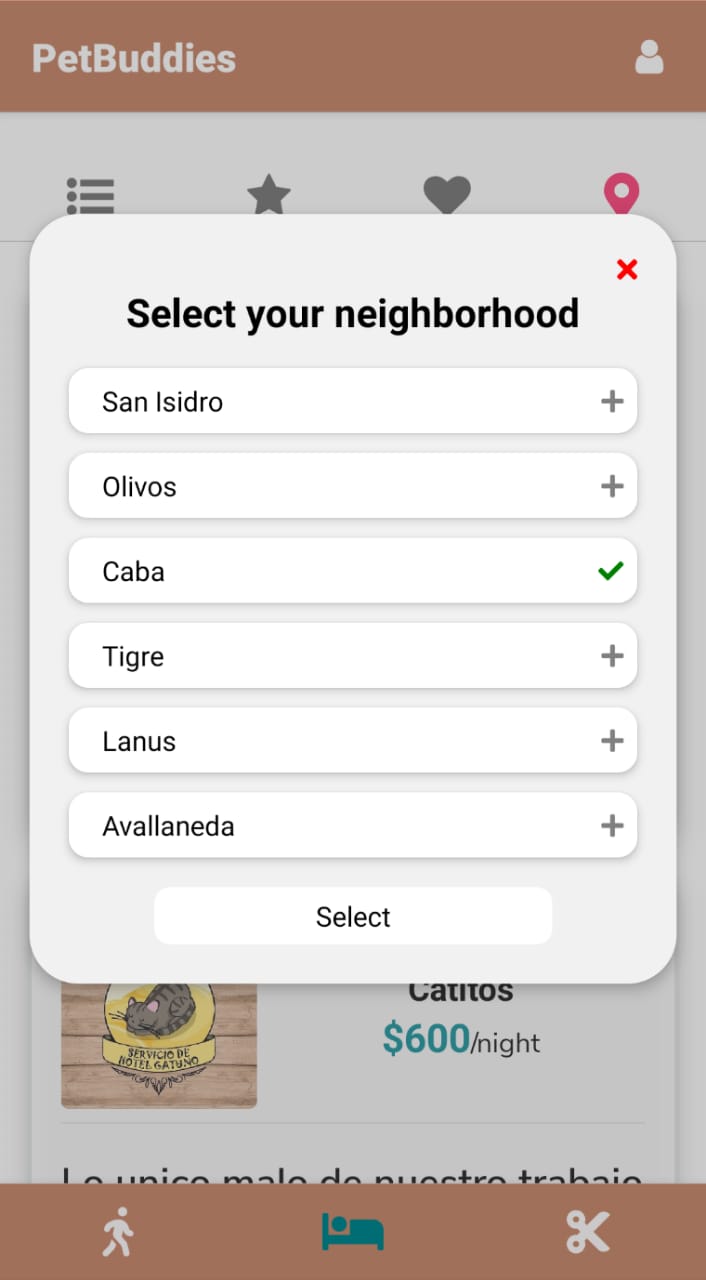 PetBuddies
Select your neighborhood
San Isidro
Olivos
Caba
Tigre
Lanus
Avallaneda
Select
Catitos
$600/night
SERVICIO DE
HOTEL GATUNO
Lo unico malo de nuestro trabajo